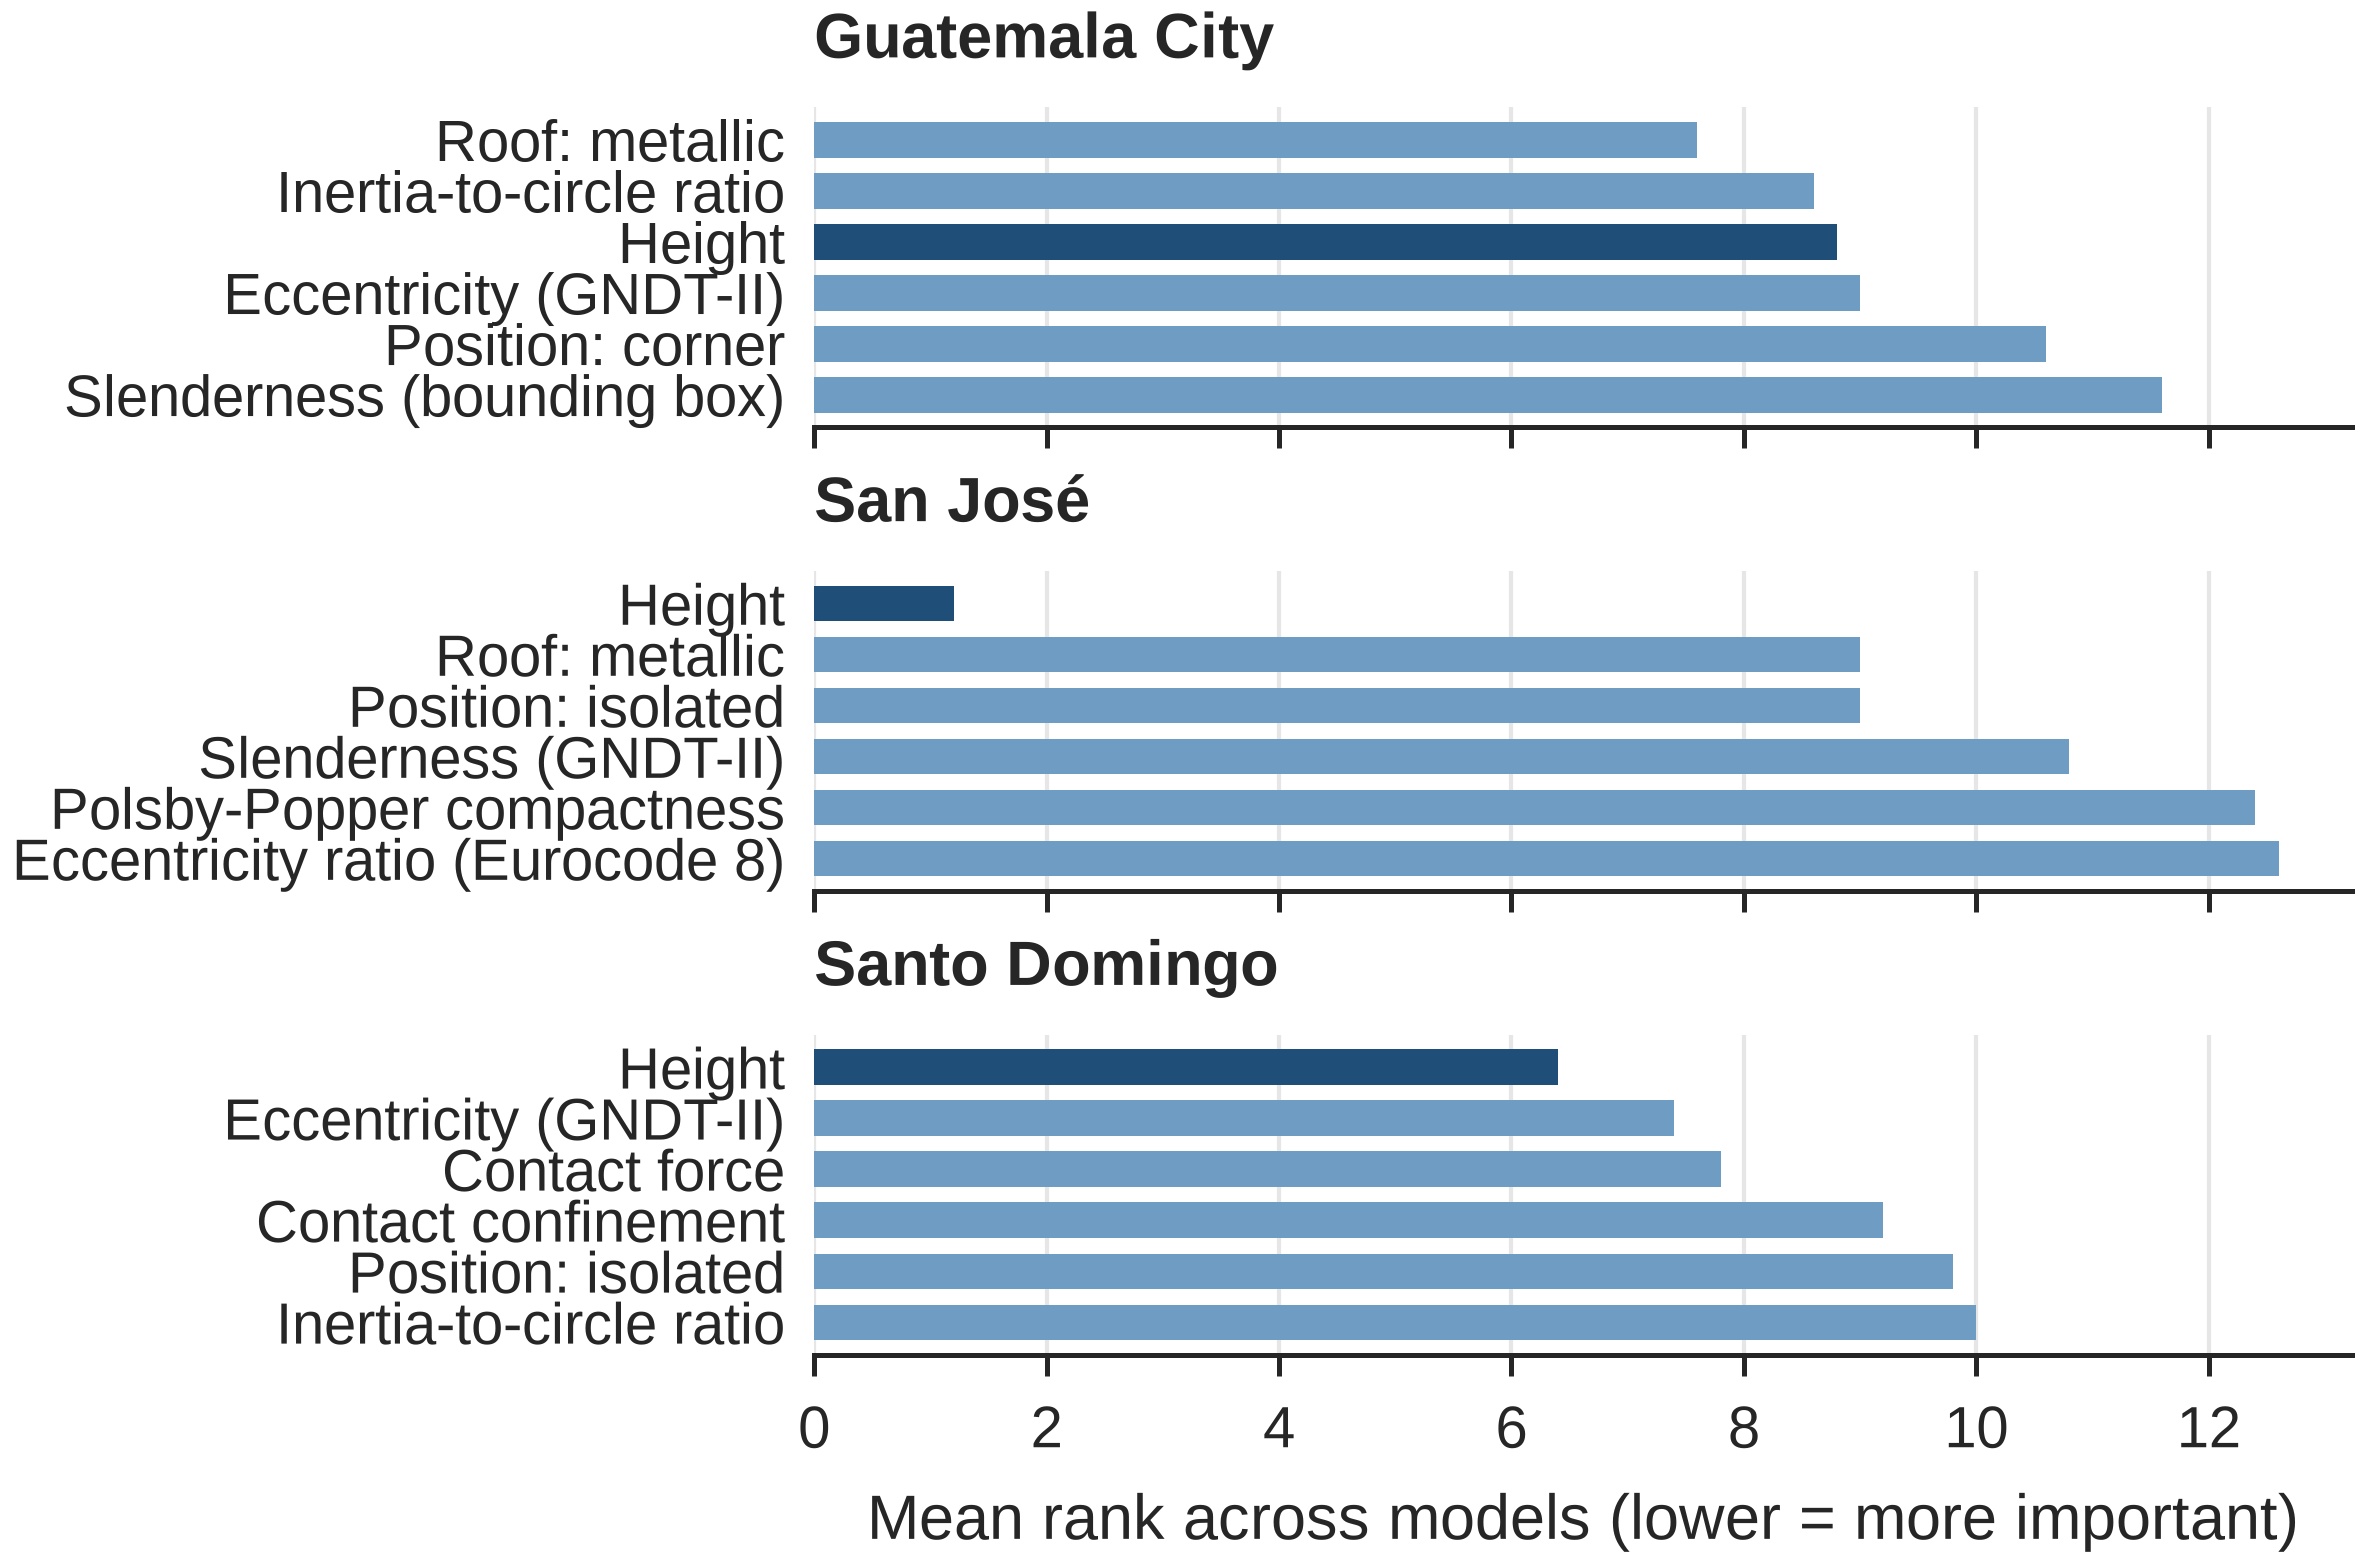 Guatemala City
Roof: metallic
Inertia-to-circle ratio
Height
Eccentricity (GNDT-II)
Position: corner
Slenderness (bounding box)
San José
Height
Roof: metallic
Position: isolated
Slenderness (GNDT-II)
Polsby-Popper compactness
Eccentricity ratio (Eurocode 8)
Santo Domingo
Height
Eccentricity (GNDT-II)
Contact force
Contact confinement
Position: isolated
Inertia-to-circle ratio
0 2 4 6 8 10 12
Mean rank across models (lower = more important)